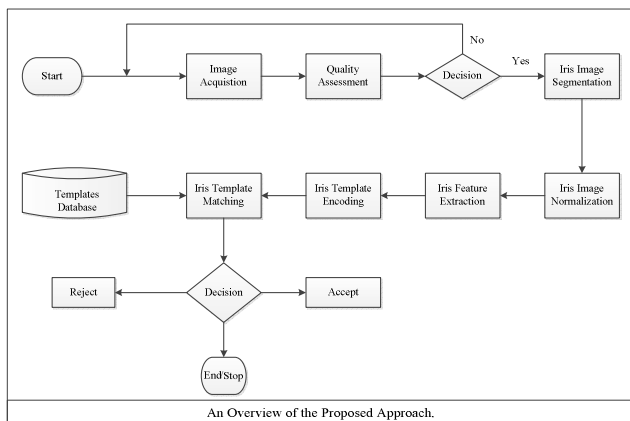 No
Start
Image
Acquistion
Quality
Assessment
Decision
Yes
Iris Image
Segmentation
Templates
Database
Iris Template
Matching
Iris Template
Encoding
Iris Feature
Extraction
Iris Image
Normalization
Reject
Decision
Accept
End/Stop
An Overview of the Proposed Approach.